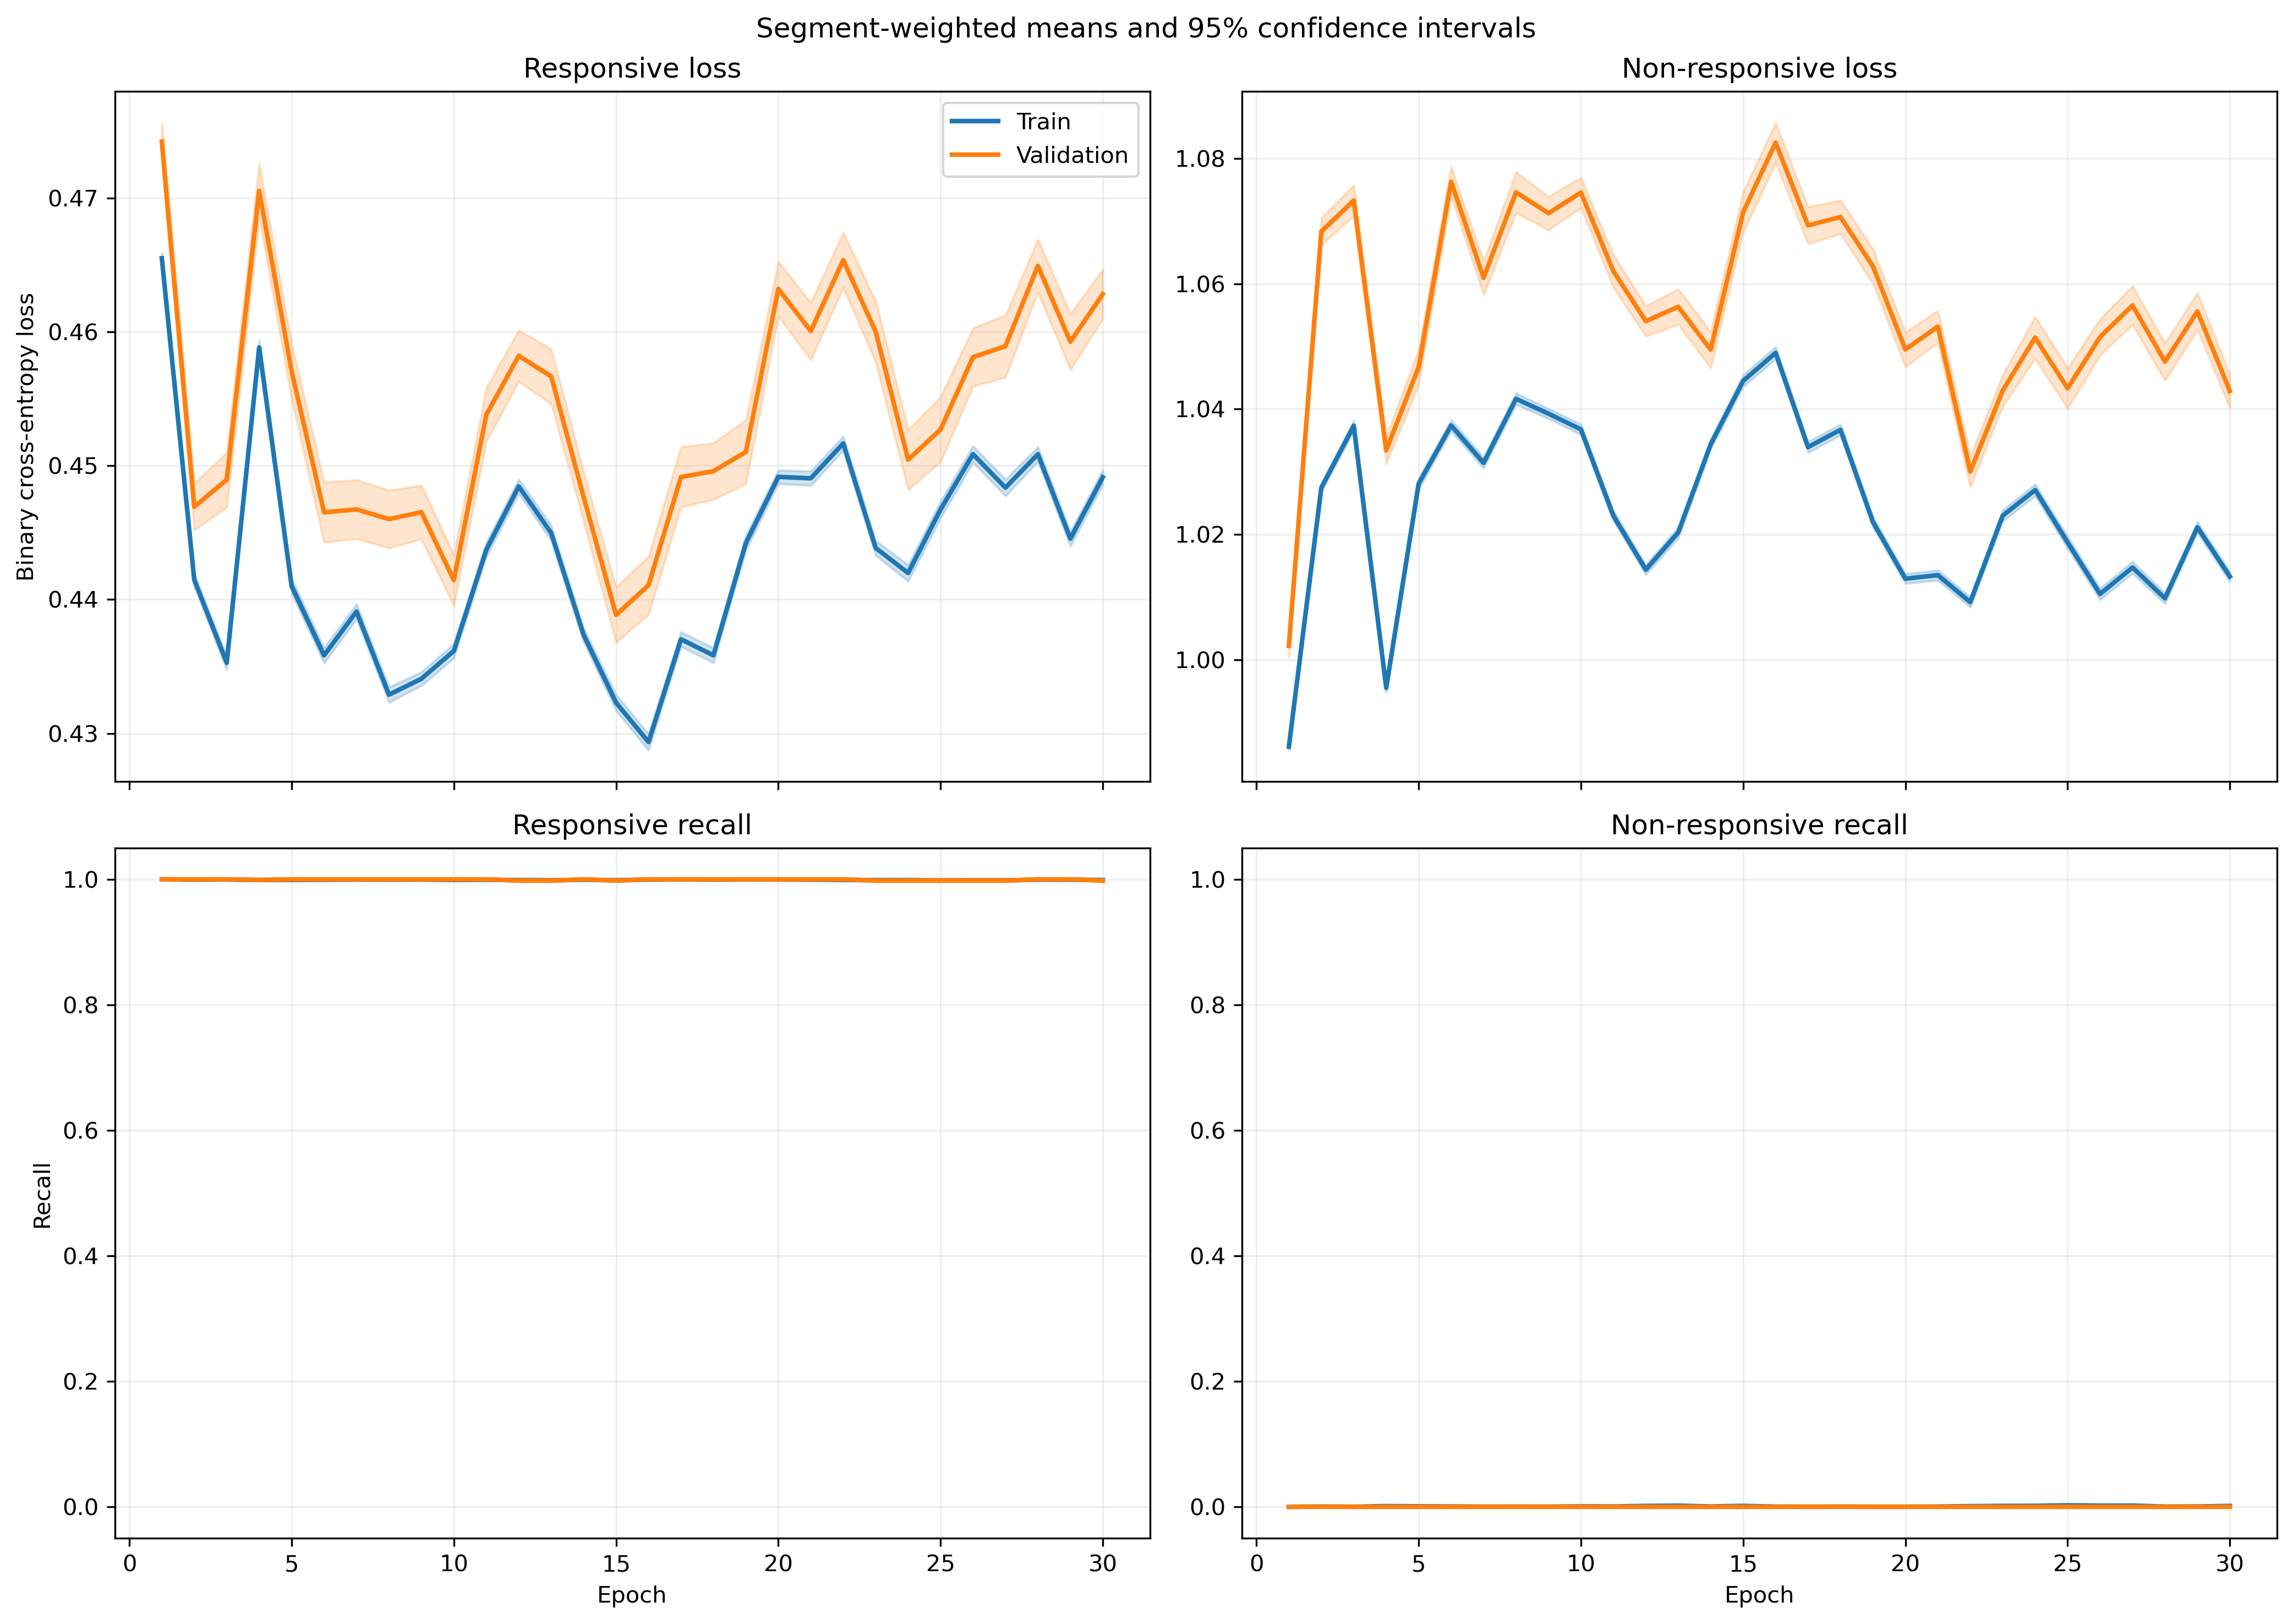 Segment-weighted means and 95% confidence intervals
Responsive loss
Non-responsive loss
Train
Validation
Binary cross-entropy loss
0.47
0.46
0.45
0.44
0.43
1.08
1.06
1.04
1.02
1.00
Responsive recall
Non-responsive recall
Recall
1.0
0.8
0.6
0.4
0.2
0.0
0 5 10 15 20 25 30
Epoch
1.0
0.8
0.6
0.4
0.2
0.0
0 5 10 15 20 25 30
Epoch